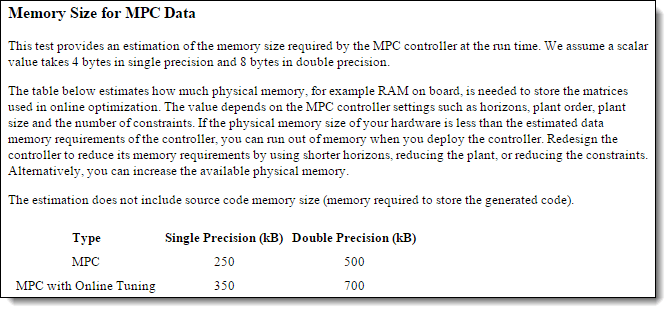 Memory Size for MPC Data
This test provides an estimation of the memory size required by the MPC controller at the run time. We assume a scalar
value takes 4 bytes in single precision and 8 bytes in double precision.
The table below estimates how much physical memory, for example RAM on board, is needed to store the matrices
used in online optimization. The value depends on the MPC controller settings such as horizons, plant order, plant
size and the number of constraints. If the physical memory size of your hardware is less than the estimated data
memory requirements of the controller, you can run out of memory when you deploy the controller. Redesign the
controller to reduce its memory requirements by using shorter horizons, reducing the plant, or reducing the constraints.
Alternatively, you can increase the available physical memory.
The estimation does not include source code memory size (memory required to store the generated code).
Type Single Precision (kB) Double Precision (kB)
MPC 250 500
MPC with Online Tuning 350 700